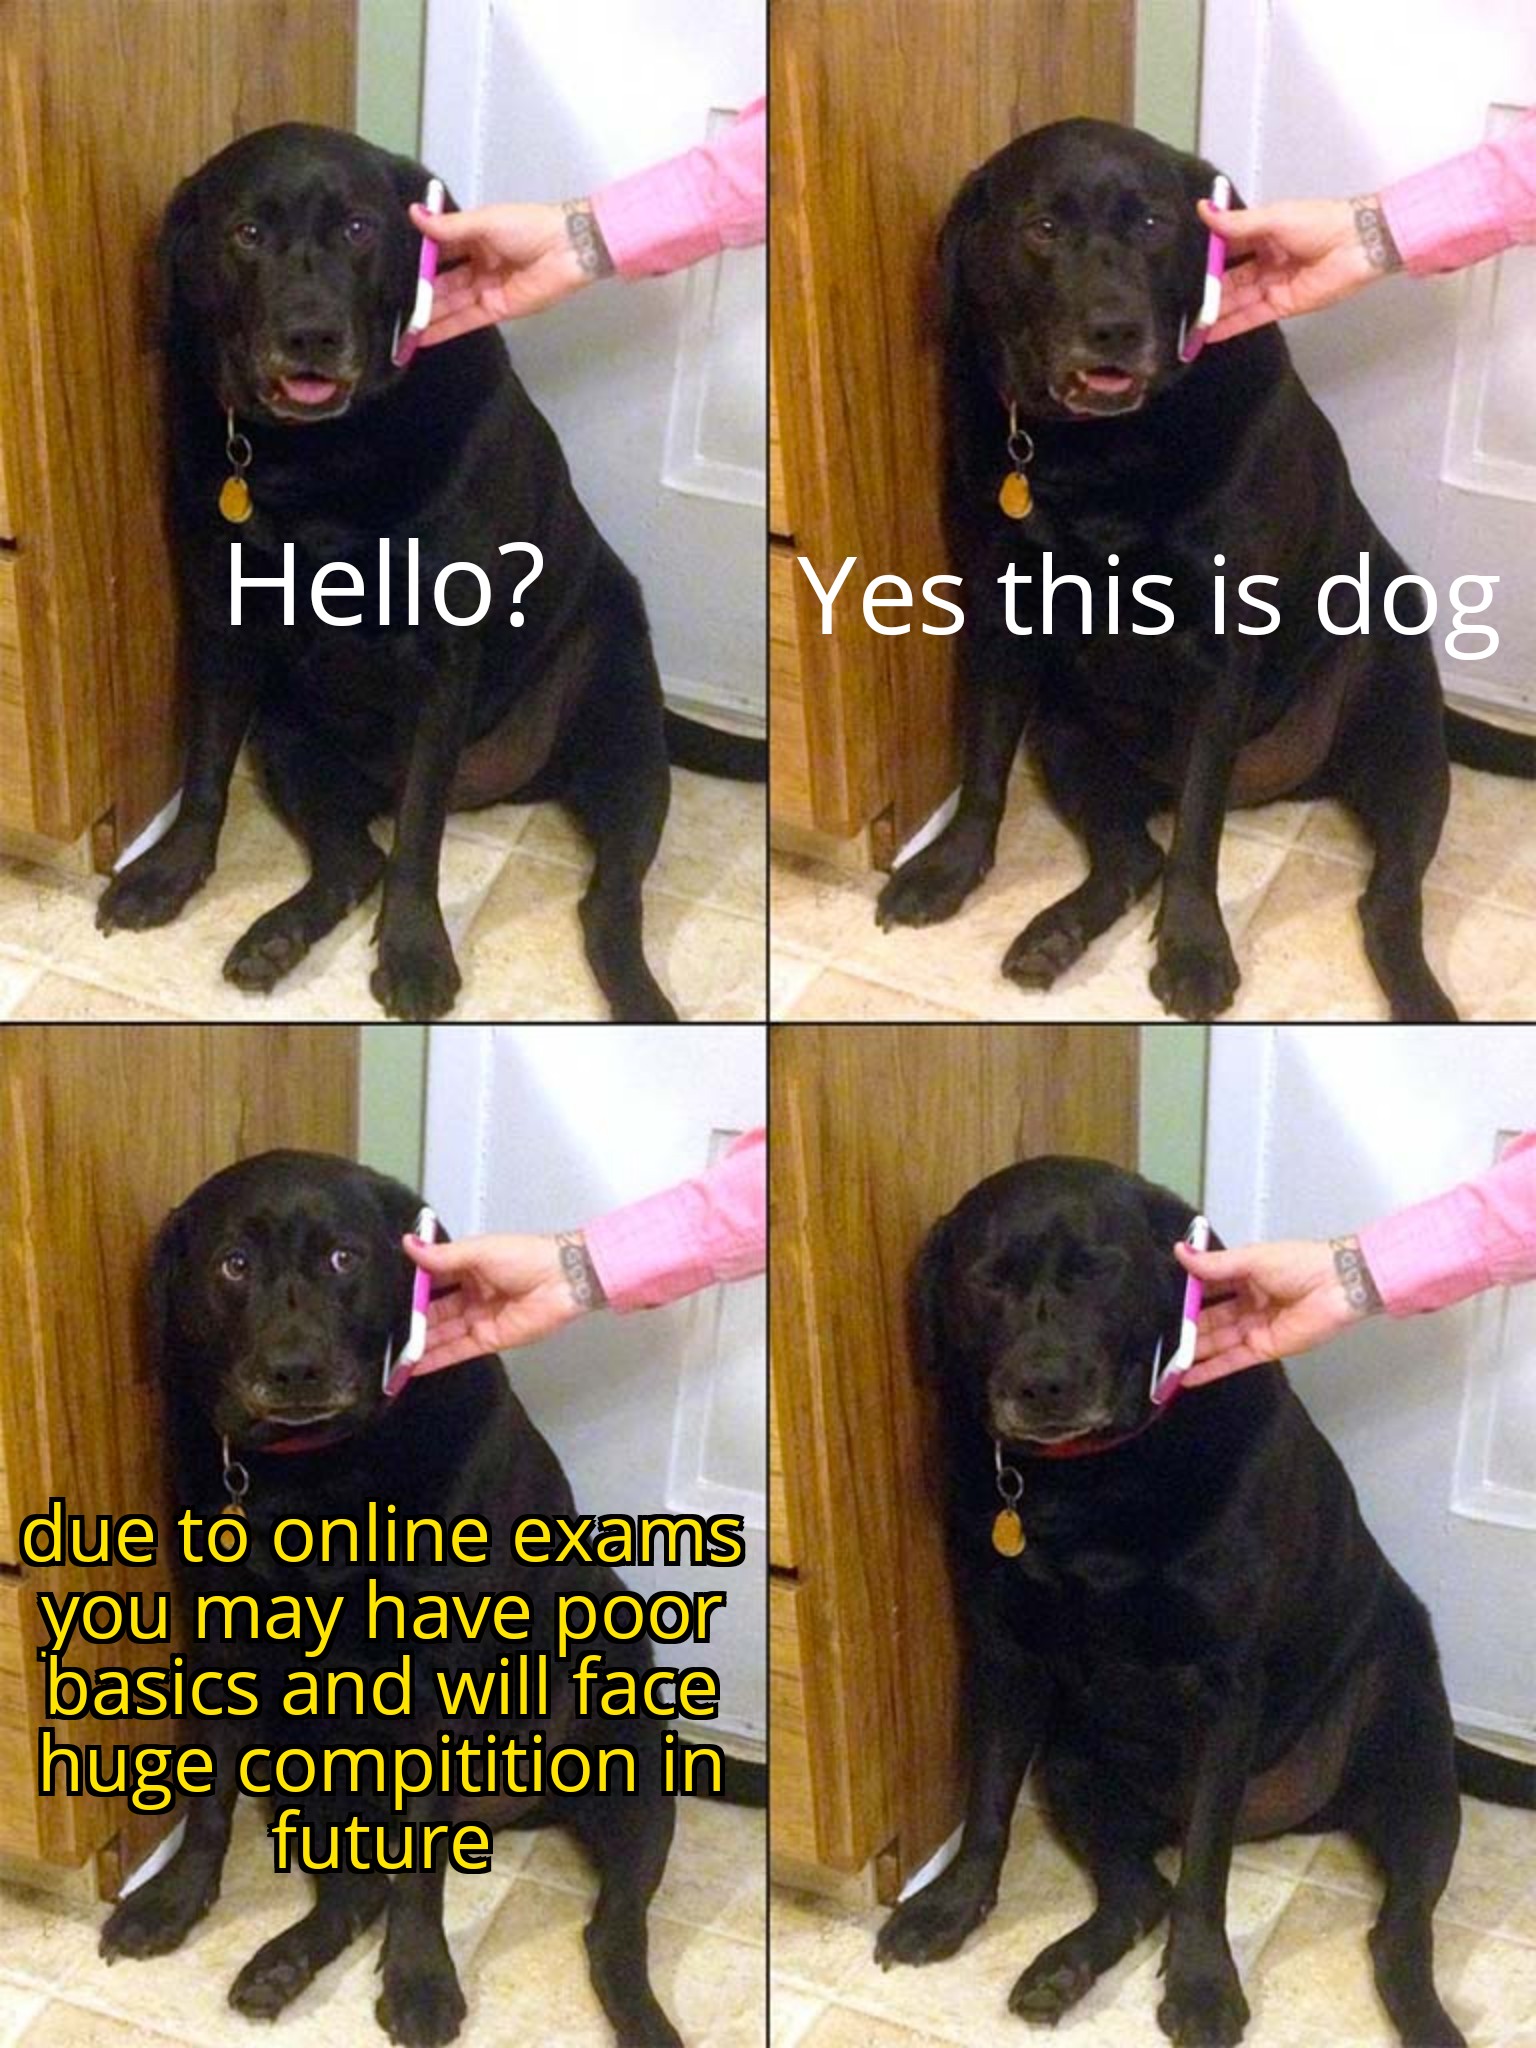 Hello?
Yes this is dog
due to online exams
you may have poor
basics and will face
huge compitition in
future